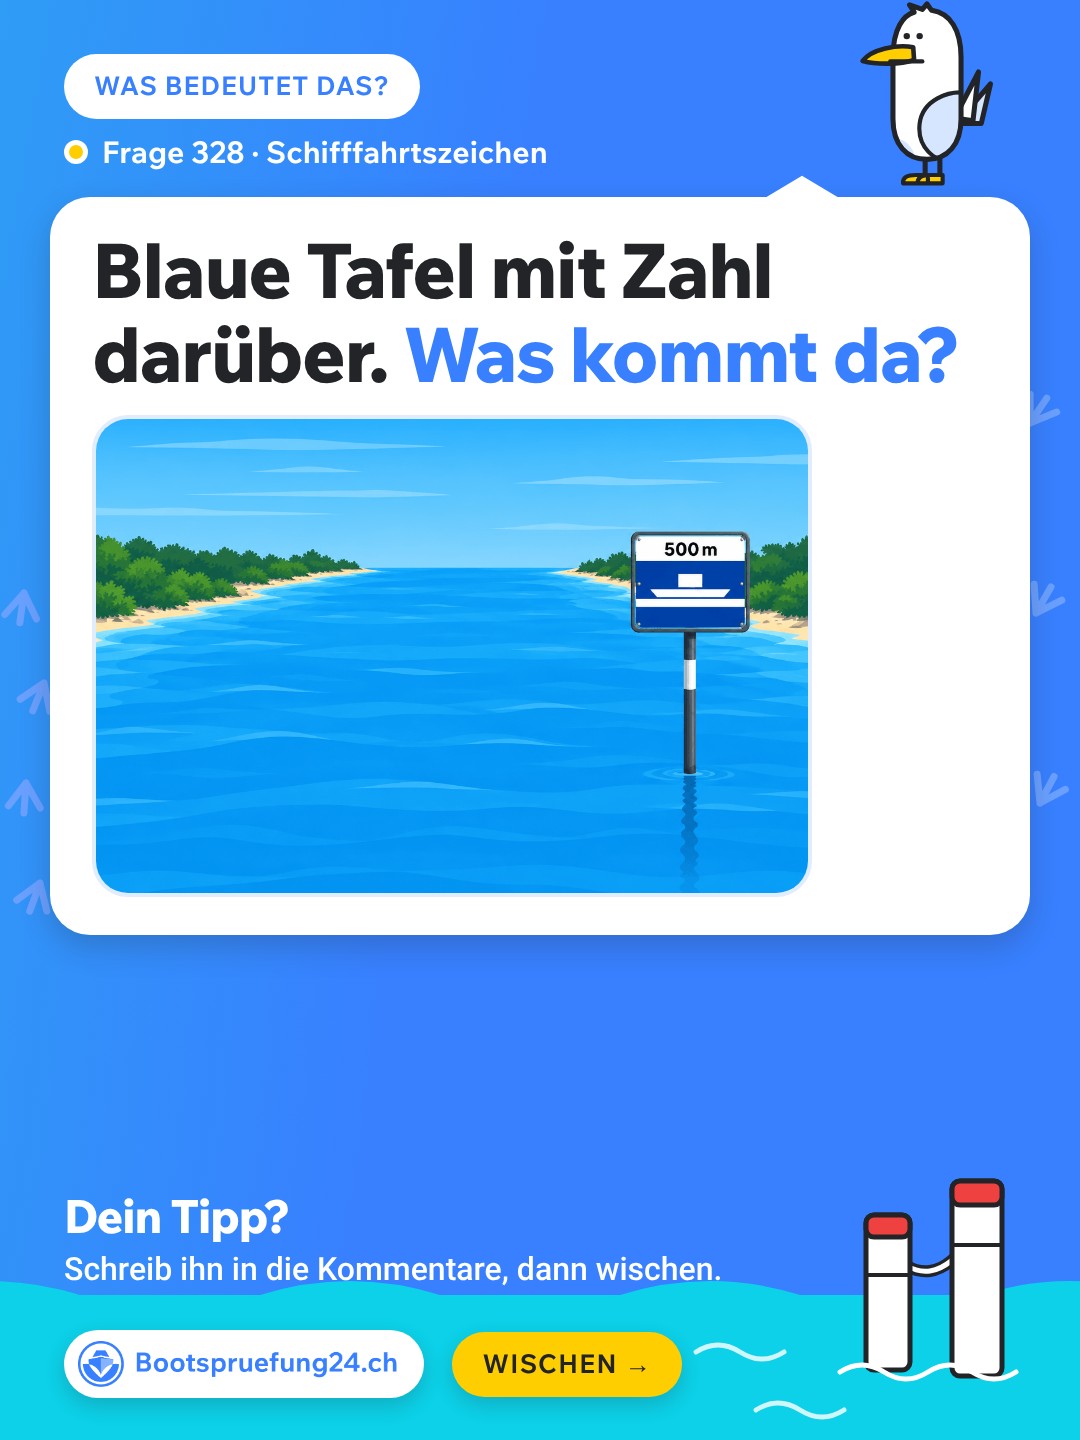 WAS BEDEUTET DAS?
Frage 328 · Schifffahrtszeichen
Blaue Tafel mit Zahl
darüber. Was kommt da?
500 m
Dein Tipp?
Schreib ihn in die Kommentare, dann wischen.
Bootspruefung24.ch
WISCHEN →